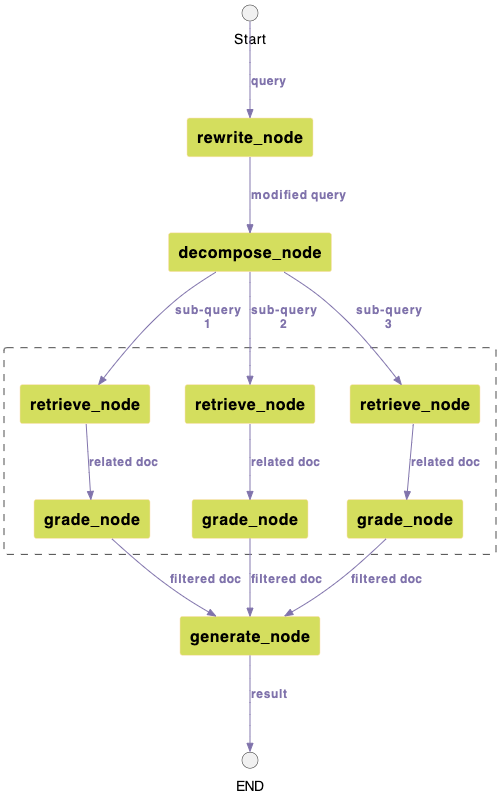 Start
query
rewrite_node
modified query
decompose_node
sub-query
1
sub-query
2
sub-query
3
retrieve_node
retrieve_node
retrieve_node
related doc
related doc
related doc
grade_node
grade_node
grade_node
filtered doc
filtered doc
filtered doc
generate_node
result
END